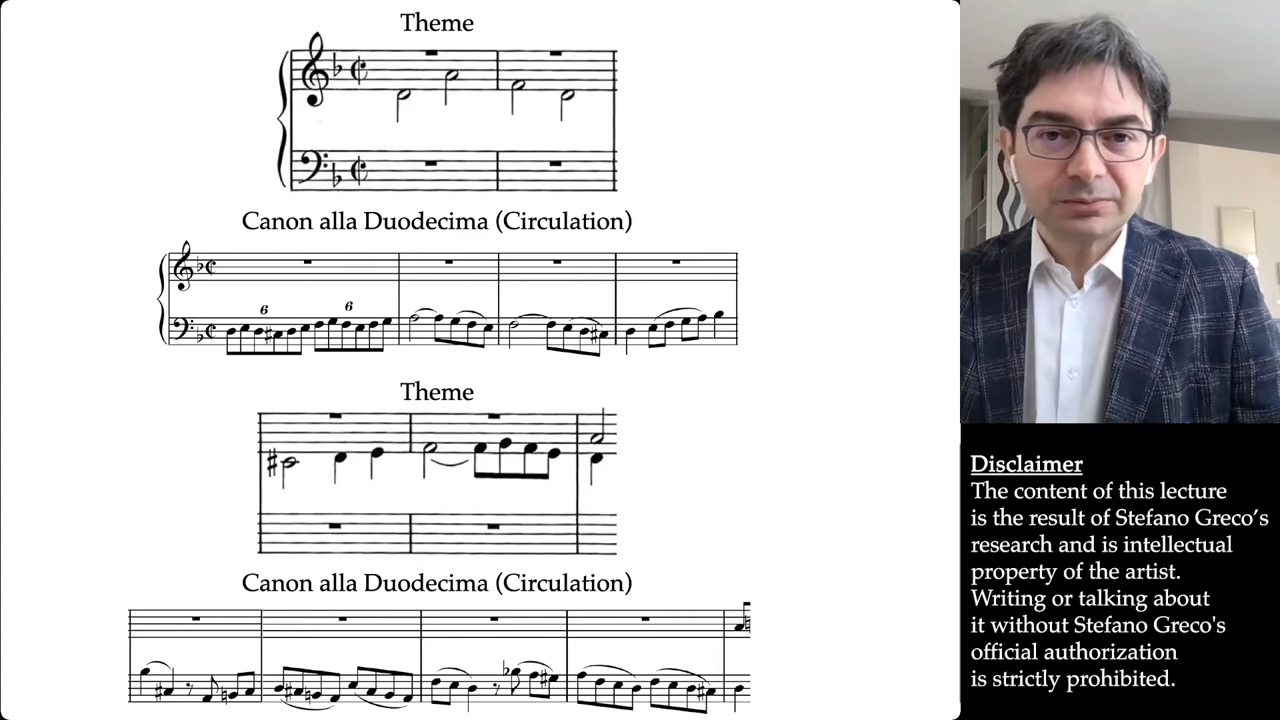 Theme
Canon alla Duodecima (Circulation)
6
6
Theme
Canon alla Duodecima (Circulation)
Disclaimer
The content of this lecture
is the result of Stefano Greco’s
research and is intellectual
property of the artist.
Writing or talking about
it without Stefano Greco's
official authorization
is strictly prohibited.